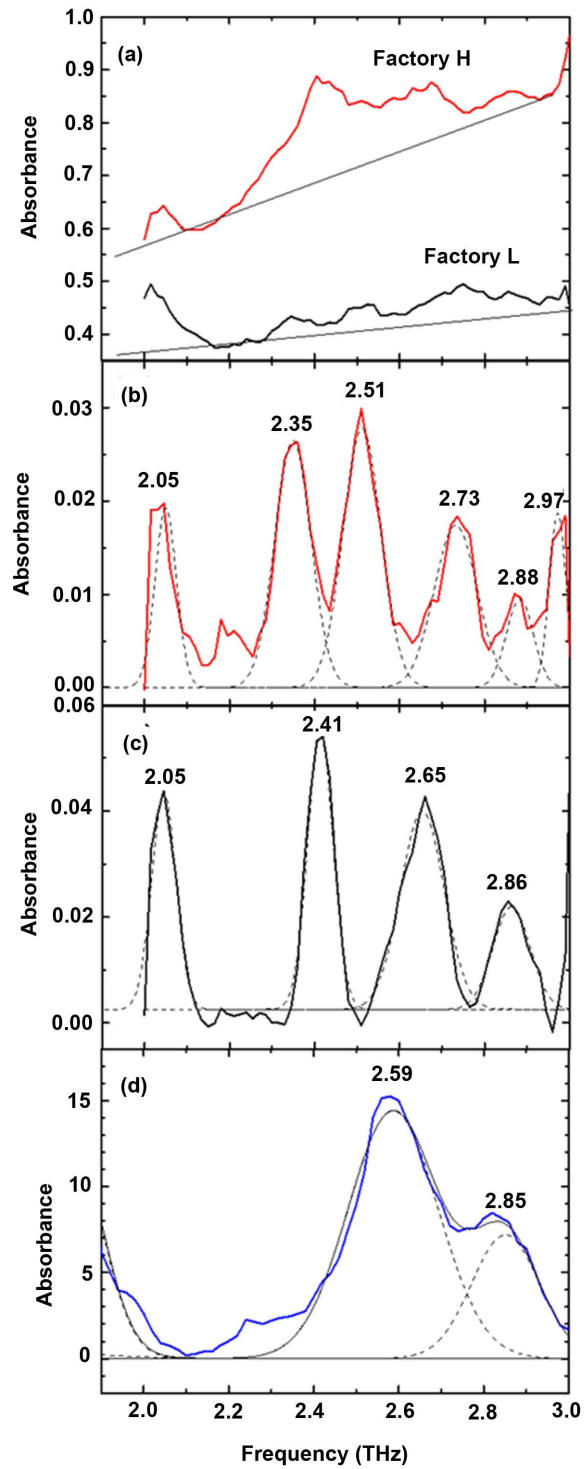 1.0
(a)
Factory H
0.9
0.8
0.7
0.6
Factory L
0.5
0.4
Absorbance
(b)
0.03
2.51
2.35
2.05
2.73
2.97
0.02
2.88
0.01
0.00
Absorbance
0.06
(c)
2.41
2.05
2.65
0.04
2.86
0.02
0.00
Absorbance
(d)
2.59
15
2.85
10
5
0
Absorbance
2.0 2.2 2.4 2.6 2.8 3.0
Frequency (THz)